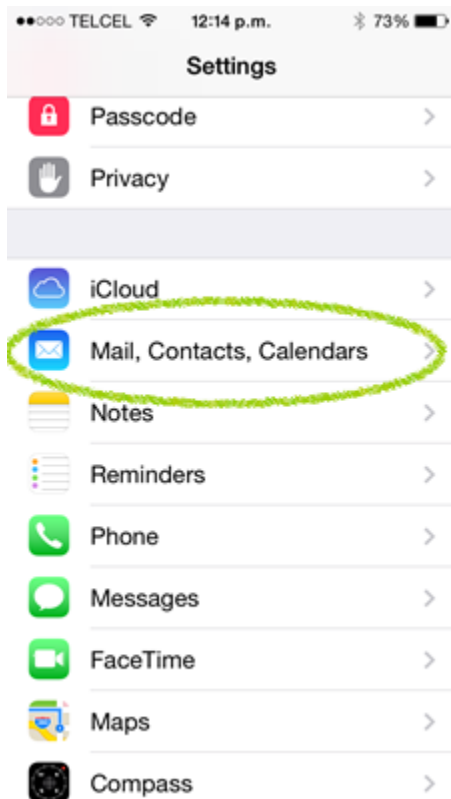 TELCEL 12:14 p.m. 73%
Settings
Passcode
Privacy
iCloud
Mail, Contacts, Calendars
Notes
Reminders
Phone
Messages
FaceTime
Maps
Compass